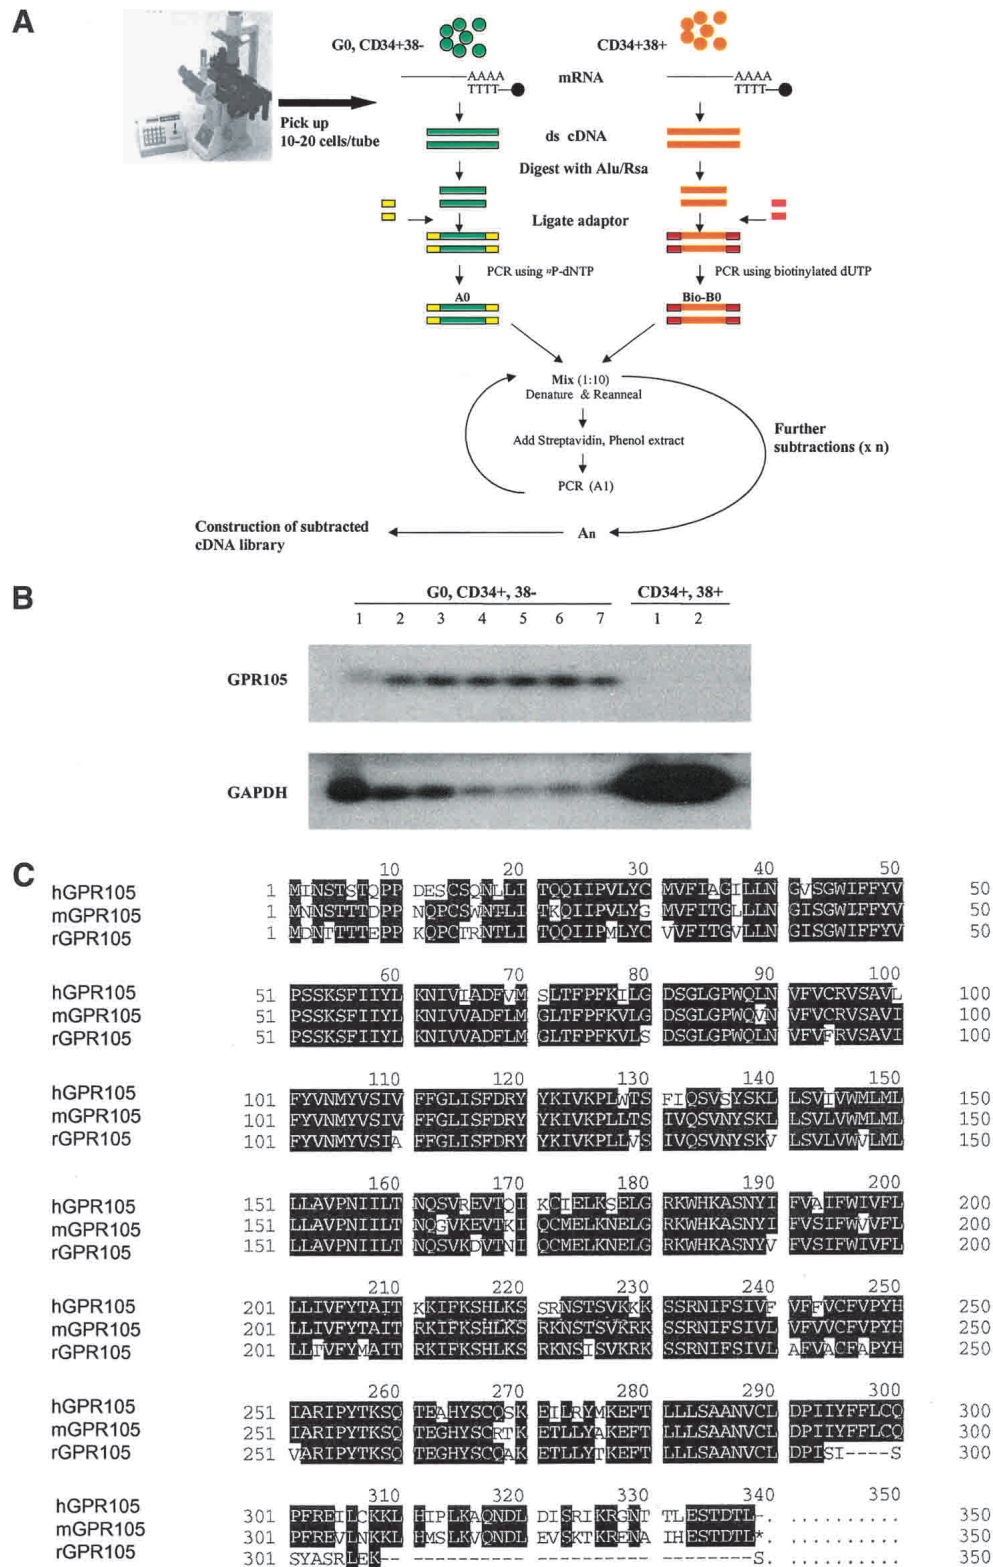 A
G0, CD34+38-
CD34+38+
AAAA
mRNA
AAAA
TTTT
TTTT
Pick up
10-20 cells/tube
ds cDNA
Digest with Alu/Rsa
Ligate adaptor
PCR using ³²P-dNTP
PCR using biotinylated dUTP
A0
Bio-B0
Mix (1:10)
Denature & Reanneal
Add Streptavidin, Phenol extract
PCR (A1)
Further
subtractions (x n)
Construction of subtracted
cDNA library
An
B
G0, CD34+, 38-
CD34+, 38+
1 2 3 4 5 6 7 1 2
GPR105
GAPDH
C
10 20 30 40 50
hGPR105 1 MINSTSTQPP DESCSQNLLI TQQIIPVLYC MVFIAGILLN GVSGWIFFYV 50
mGPR105 1 MNNSTTTDPP NQPCSWNTLI TKQIIPVLYG MVFITGLLLN GISGWIFFYV 50
rGPR105 1 MDNTTTTEPP KQPCTRNTLI TQQIIPMLYC VVFITGVLLN GISGWIFFYV 50
60 70 80 90 100
hGPR105 51 PSSKSFIIYL KNIVIADFVM SLTFPFKILG DSGLGPWQLN VFVCRVSAVL 100
mGPR105 51 PSSKSFIIYL KNIVVADFLM GLTFPFKVLG DSGLGPWQVN VFVCRVSAVI 100
rGPR105 51 PSSKSFIIYL KNIVVADFLM GLTFPFKVLS DSGLGPWQLN VFVFRVSAVI 100
110 120 130 140 150
hGPR105 101 FYVNMYVSIV FFGLISFDRY YKIVKPLWTS FIQSVSYSKL LSVIVWMLML 150
mGPR105 101 FYVNMYVSIV FFGLISFDRY YKIVKPLLTS IVQSVNYSKL LSVLVWMLML 150
rGPR105 101 FYVNMYVSIA FFGLISFDRY YKIVKPLLVS IVQSVNYSKV LSVLVWVLML 150
160 170 180 190 200
hGPR105 151 LLAVPNIILT NQSVREVTQI KCIELKSELG RKWHKASNYI FVAIFWIVFL 200
mGPR105 151 LLAVPNIILT NQGVKEVTKI QCMELKNELG RKWHKASNYI FVSIFWVVFL 200
rGPR105 151 LLAVPNIILT NQSVKDVTNI QCMELKNELG RKWHKASNYV FVSIFWIVFL 200
210 220 230 240 250
hGPR105 201 LLIVFYTAIT KKIFKSHLKS SRNSTSVKKK SSRNIFSIVF VFFVCFVPYH 250
mGPR105 201 LLIVFYTAIT RKIFKSHLKS RKNSTSVKRK SSRNIFSIVL VFVVCFVPYH 250
rGPR105 201 LLTVFYMAIT RKIFKSHLKS RKNSISVKRK SSRNIFSIVL AFVACFAPYH 250
260 270 280 290 300
hGPR105 251 IARIPYTKSQ TEAHYSCQSK EILRYMKEFT LLLSAANVCL DPIIYFFLCQ 300
mGPR105 251 IARIPYTKSQ TEGHYSCRTK ETLLYAKEFT LLLSAANVCL DPIIYFFLCQ 300
rGPR105 251 VARIPYTKSQ TEGHYSCQAK ETLLYTKEFT LLLSAANVCL DPISI----S 300
310 320 330 340 350
hGPR105 301 PFREILCKKL HIPLKAQNDL DISRIKRGNT TLESTDTL-. .......... 350
mGPR105 301 PFREVLNKKL HMSLKVQNDL EVSKTKRENA IHESTDTL*. .......... 350
rGPR105 301 SYASRLEK-- ---------- ---------- --------S. .......... 350